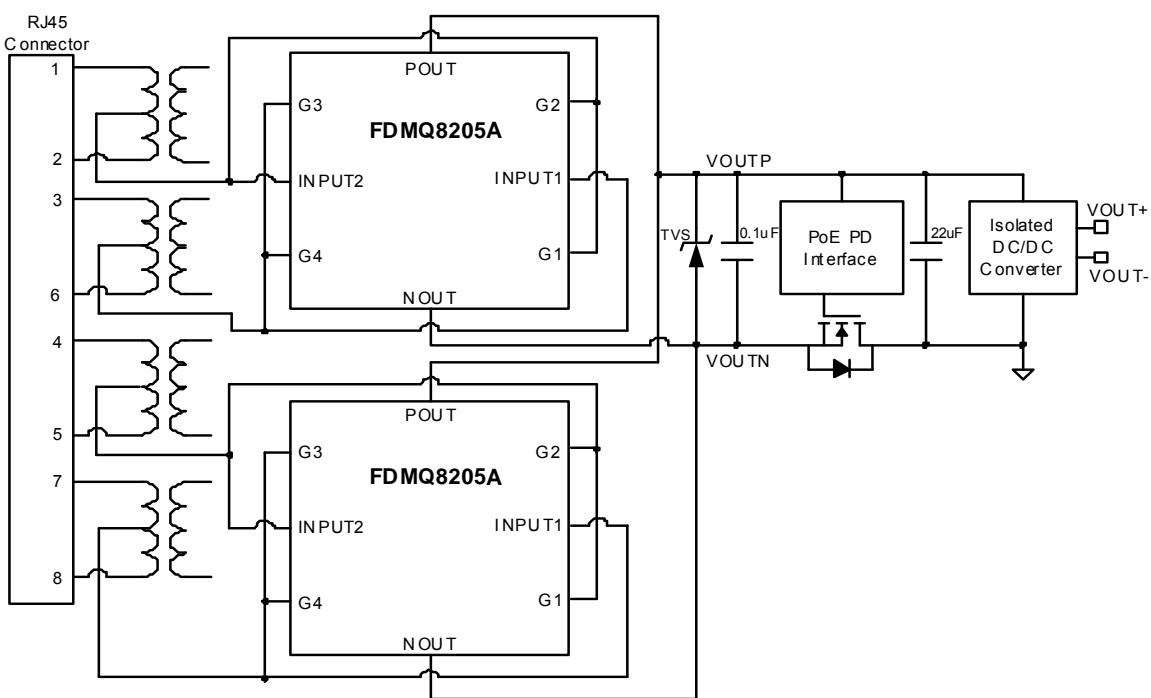 RJ45
Connector
1
2
3
6
4
5
7
8
POUT
G3
G2
FDMQ8205A
INPUT2
INPUT1
G4
G1
NOUT
POUT
G3
G2
FDMQ8205A
INPUT2
INPUT1
G4
G1
NOUT
VOUTP
TVS
0.1uF
PoE PD
Interface
22uF
Isolated
DC/DC
Converter
VOUT+
VOUT-
VOUTN